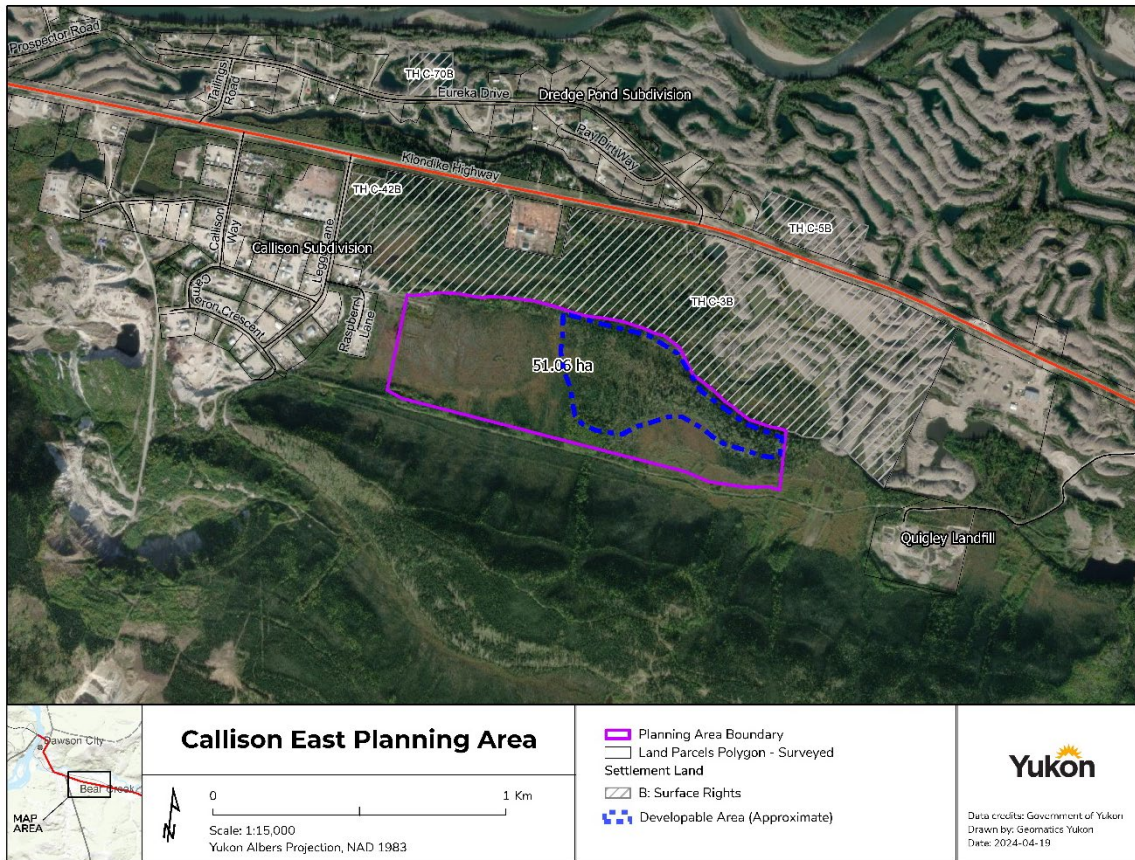 Prospector Road
Tailings
Road
TH C-70B
Eureka Drive
Dredge Pond Subdivision
Pay Dirt Way
Klondike Highway
TH C-42B
TH C-5B
Callison
Way
Legge Lane
Callison Subdivision
TH C-3B
Raspberry
Lane
51.06 ha
Quigley Landfill
Dawson City
Bear Creek
MAP
AREA
Callison East Planning Area
0
1 Km
N
Scale: 1:15,000
Yukon Albers Projection, NAD 1983
Planning Area Boundary
Land Parcels Polygon - Surveyed
Settlement Land
B: Surface Rights
Developable Area (Approximate)
Yukon
Data credits: Government of Yukon
Drawn by: Geomatics Yukon
Date: 2024-04-19